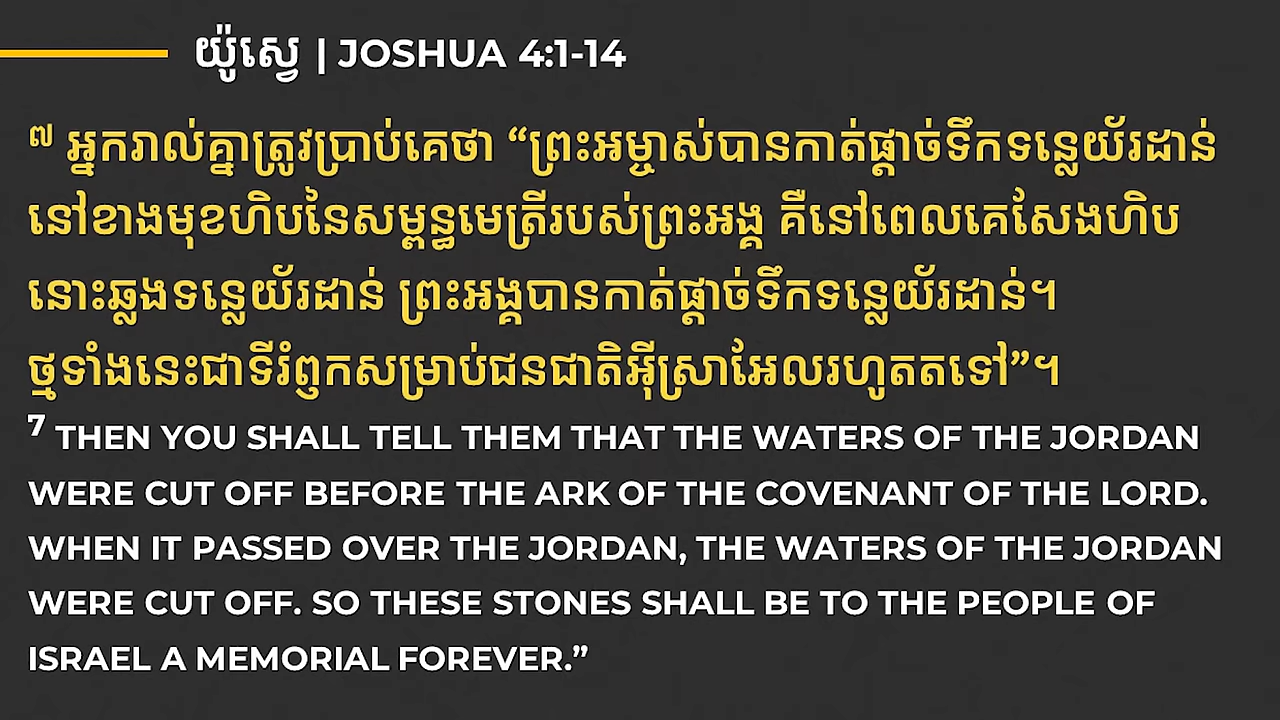 យ៉ូស្វេ | JOSHUA 4:1-14
៧ អ្នករាល់គ្នាត្រូវប្រាប់គេថា “ព្រះអម្ចាស់បានកាត់ផ្តាច់ទឹកទន្លេយ័រដាន់
នៅខាងមុខហិបនៃសម្ពន្ធមេត្រីរបស់ព្រះអង្គ គឺនៅពេលគេសែងហិប
នោះឆ្លងទន្លេយ័រដាន់ ព្រះអង្គបានកាត់ផ្តាច់ទឹកទន្លេយ័រដាន់។
ថ្មទាំងនេះជាទីរំឭកសម្រាប់ជនជាតិអ៊ីស្រាអែលរហូតតទៅ”។
7 THEN YOU SHALL TELL THEM THAT THE WATERS OF THE JORDAN
WERE CUT OFF BEFORE THE ARK OF THE COVENANT OF THE LORD.
WHEN IT PASSED OVER THE JORDAN, THE WATERS OF THE JORDAN
WERE CUT OFF. SO THESE STONES SHALL BE TO THE PEOPLE OF
ISRAEL A MEMORIAL FOREVER.”